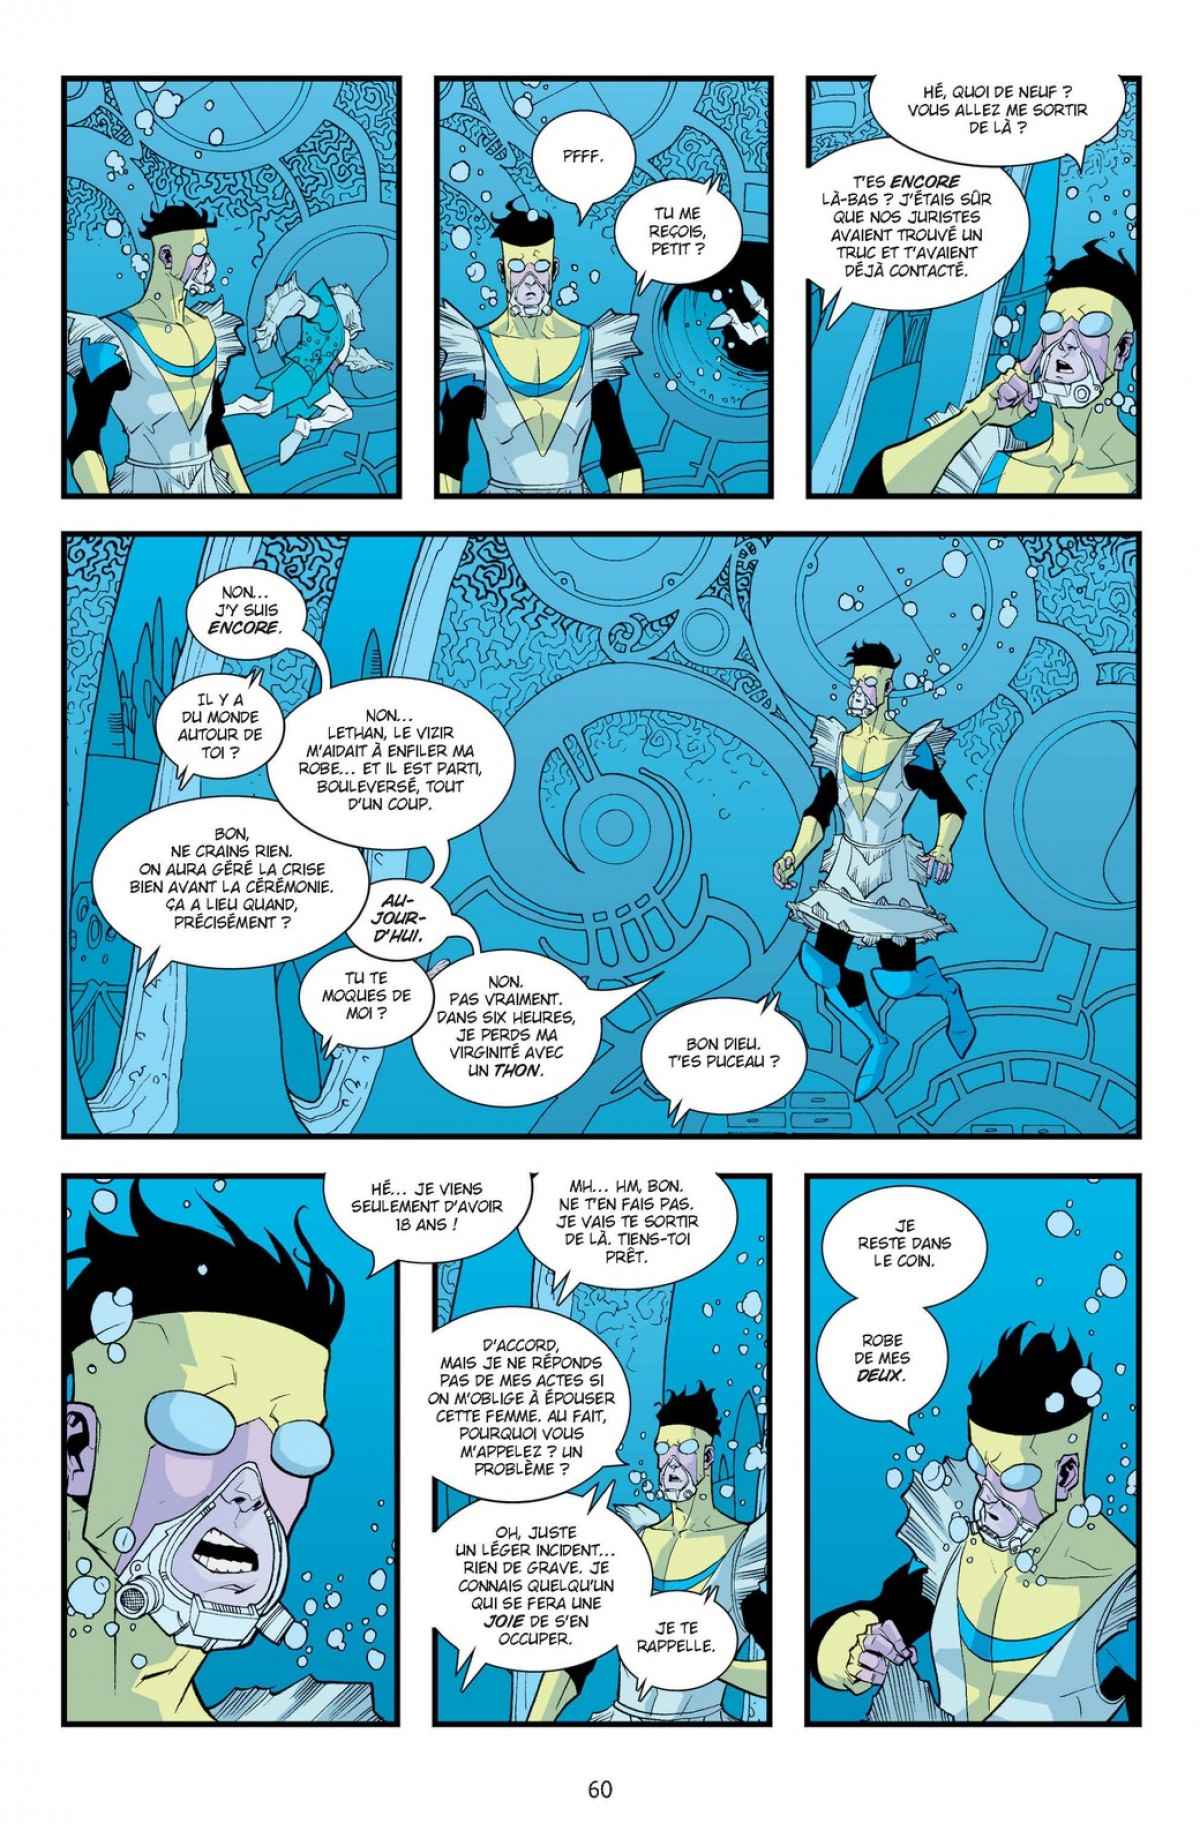 PFFF.
TU ME
REÇOIS,
PETIT ?
HÉ, QUOI DE NEUF ?
VOUS ALLEZ ME SORTIR
DE LÀ ?
T'ES ENCORE
LÀ-BAS ? J'ÉTAIS SÛR
QUE NOS JURISTES
AVAIENT TROUVÉ UN
TRUC ET T'AVAIENT
DÉJÀ CONTACTÉ.
NON...
J'Y SUIS
ENCORE.
IL Y A
DU MONDE
AUTOUR DE
TOI ?
NON...
LETHAN, LE VIZIR
M'AIDAIT À ENFILER MA
ROBE... ET IL EST PARTI,
BOULEVERSÉ, TOUT
D'UN COUP.
BON,
NE CRAINS RIEN.
ON AURA GÉRÉ LA CRISE
BIEN AVANT LA CÉRÉMONIE.
ÇA A LIEU QUAND,
PRÉCISÉMENT ?
AU-
JOUR-
D'HUI.
TU TE
MOQUES DE
MOI ?
NON.
PAS VRAIMENT.
DANS SIX HEURES,
JE PERDS MA
VIRGINITÉ AVEC
UN THON.
BON DIEU.
T'ES PUCEAU ?
HÉ... JE VIENS
SEULEMENT D'AVOIR
18 ANS !
MH... HM, BON.
NE T'EN FAIS PAS.
JE VAIS TE SORTIR
DE LÀ. TIENS-TOI
PRÊT.
D'ACCORD,
MAIS JE NE RÉPONDS
PAS DE MES ACTES SI
ON M'OBLIGE À ÉPOUSER
CETTE FEMME. AU FAIT,
POURQUOI VOUS
M'APPELEZ ? UN
PROBLÈME ?
OH, JUSTE
UN LÉGER INCIDENT...
RIEN DE GRAVE. JE
CONNAIS QUELQU'UN
QUI SE FERA UNE
JOIE DE S'EN
OCCUPER.
JE TE
RAPPELLE.
JE
RESTE DANS
LE COIN.
ROBE
DE MES
DEUX.
60